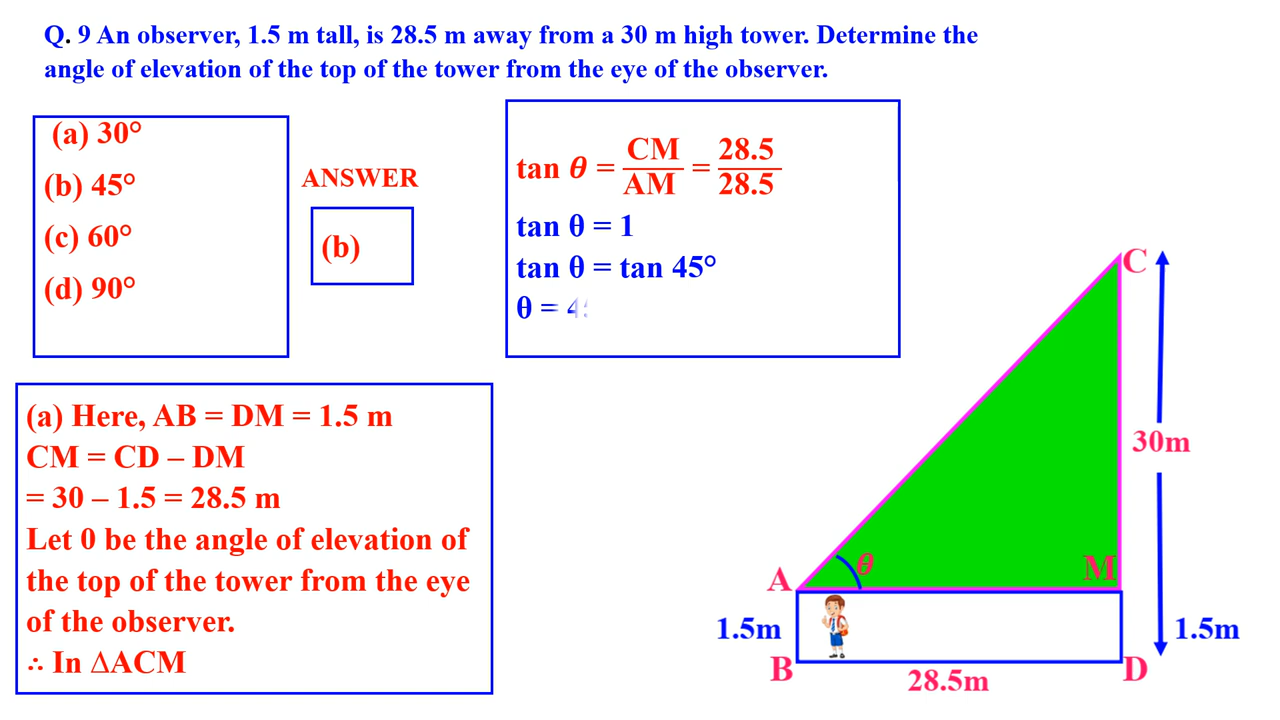 Q. 9 An observer, 1.5 m tall, is 28.5 m away from a 30 m high tower. Determine the
angle of elevation of the top of the tower from the eye of the observer.
(a) 30°
(b) 45°
(c) 60°
(d) 90°
ANSWER
(b)
tan θ = CM/AM = 28.5/28.5
tan θ = 1
tan θ = tan 45°
θ = 4
(a) Here, AB = DM = 1.5 m
CM = CD – DM
= 30 – 1.5 = 28.5 m
Let 0 be the angle of elevation of
the top of the tower from the eye
of the observer.
∴ In ΔACM
C
30m
θ
M
A
1.5m
1.5m
B
D
28.5m